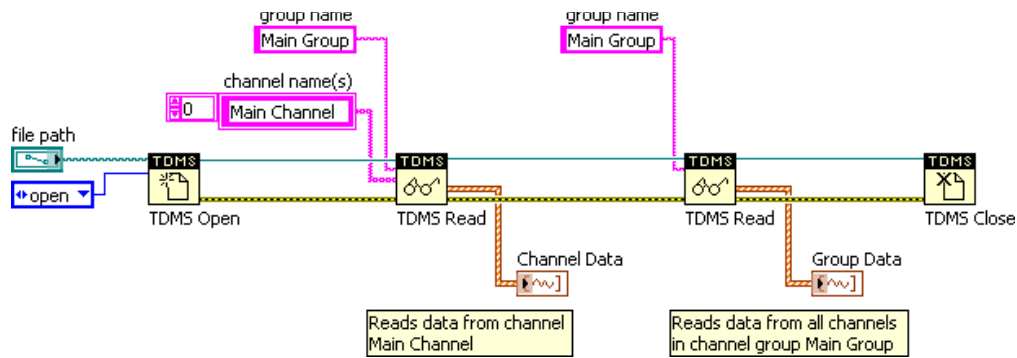 group name
group name
Main Group
Main Group
channel name(s)
0
Main Channel
file path
open
TDMS
TDMS
TDMS
TDMS
TDMS Open
TDMS Read
TDMS Read
TDMS Close
Channel Data
Group Data
Reads data from channel
Main Channel
Reads data from all channels
in channel group Main Group